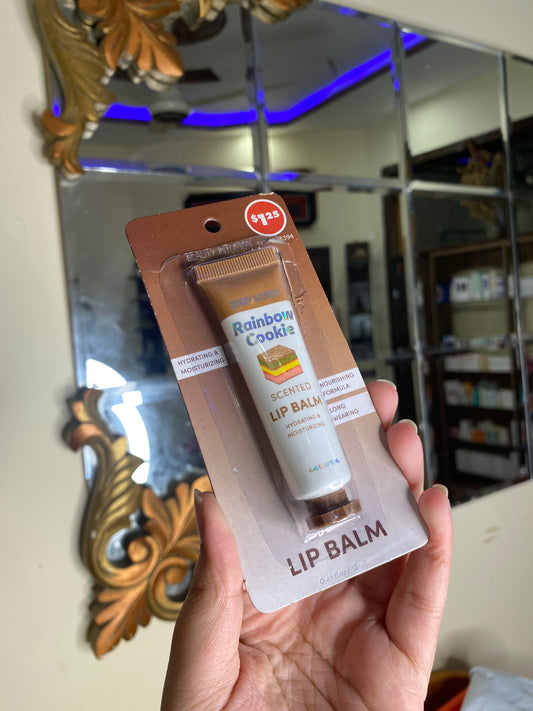 $1.25
Rainbow
Cookie
SCENTED
LIP BALM
HYDRATING &
MOISTURIZING
HYDRATING &
MOISTURIZING
NOURISHING
FORMULA
LONG
WEARING
LIP BALM